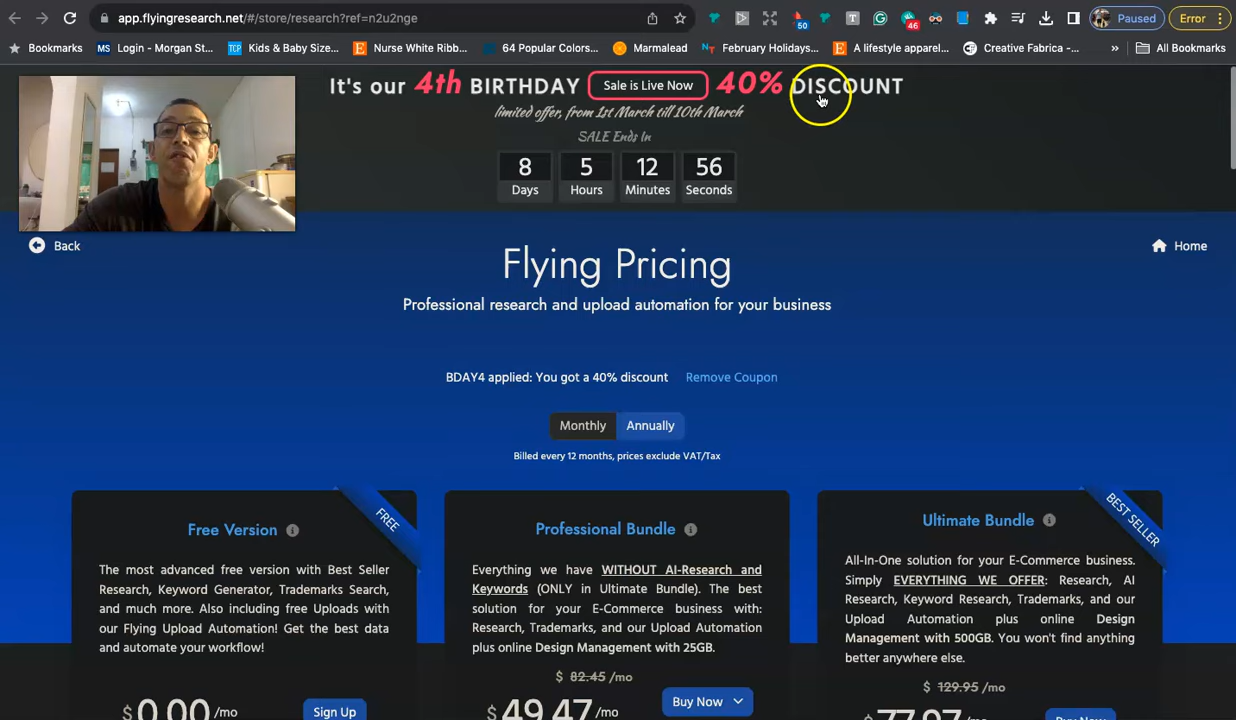 app.flyingresearch.net/#/store/research?ref=n2u2nge
50
T
46
Paused
Error
Bookmarks
MS Login - Morgan St...
TCP Kids & Baby Size...
E Nurse White Ribb...
64 Popular Colors...
Marmalead
NT February Holidays...
E A lifestyle apparel...
Creative Fabrica -...
»
All Bookmarks
It's our 4th BIRTHDAY Sale is Live Now 40% DISCOUNT
limited offer, from 1st March till 10th March
SALE Ends In
8 5 12 56
Days Hours Minutes Seconds
Back
Home
Flying Pricing
Professional research and upload automation for your business
BDAY4 applied: You got a 40% discount Remove Coupon
Monthly Annually
Billed every 12 months, prices exclude VAT/Tax
FREE
Free Version
The most advanced free version with Best Seller
Research, Keyword Generator, Trademarks Search,
and much more. Also including free Uploads with
our Flying Upload Automation! Get the best data
and automate your workflow!
$ 0.00 /mo
Sign Up
Professional Bundle
Everything we have WITHOUT AI-Research and
Keywords (ONLY in Ultimate Bundle). The best
solution for your E-Commerce business with:
Research, Trademarks, and our Upload Automation
plus online Design Management with 25GB.
$ 82.45 /mo
$ 49.47 /mo
Buy Now
BEST SELLER
Ultimate Bundle
All-In-One solution for your E-Commerce business.
Simply EVERYTHING WE OFFER: Research, AI
Research, Keyword Research, Trademarks, and our
Upload Automation plus online Design
Management with 500GB. You won't find anything
better anywhere else.
$ 129.95 /mo
$ 77.97 /mo
Buy Now